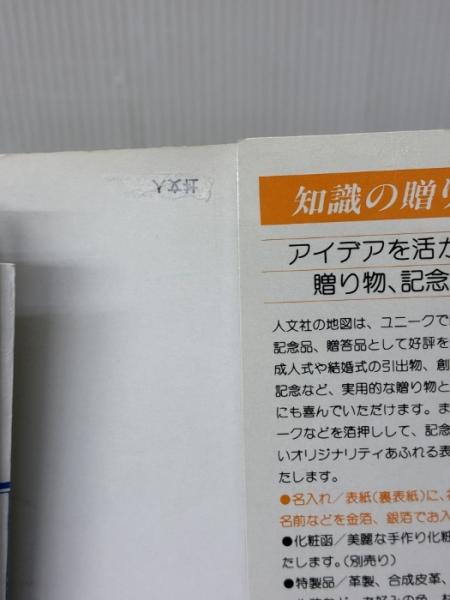 人文社
知識の贈り
アイデアを活か
贈り物、記念
人文社の地図は、ユニークで
記念品、贈答品として好評を
成人式や結婚式の引出物、創
記念など、実用的な贈り物と
にも喜んでいただけます。ま
ークなどを箔押しして、記念
いオリジナリティあふれる表
たします。
●名入れ/表紙(裏表紙)に、社
名前などを金箔、銀箔でお入
●化粧函/美麗な手作り化粧
たします。(別売り)
●特製品/革製、合成皮革、